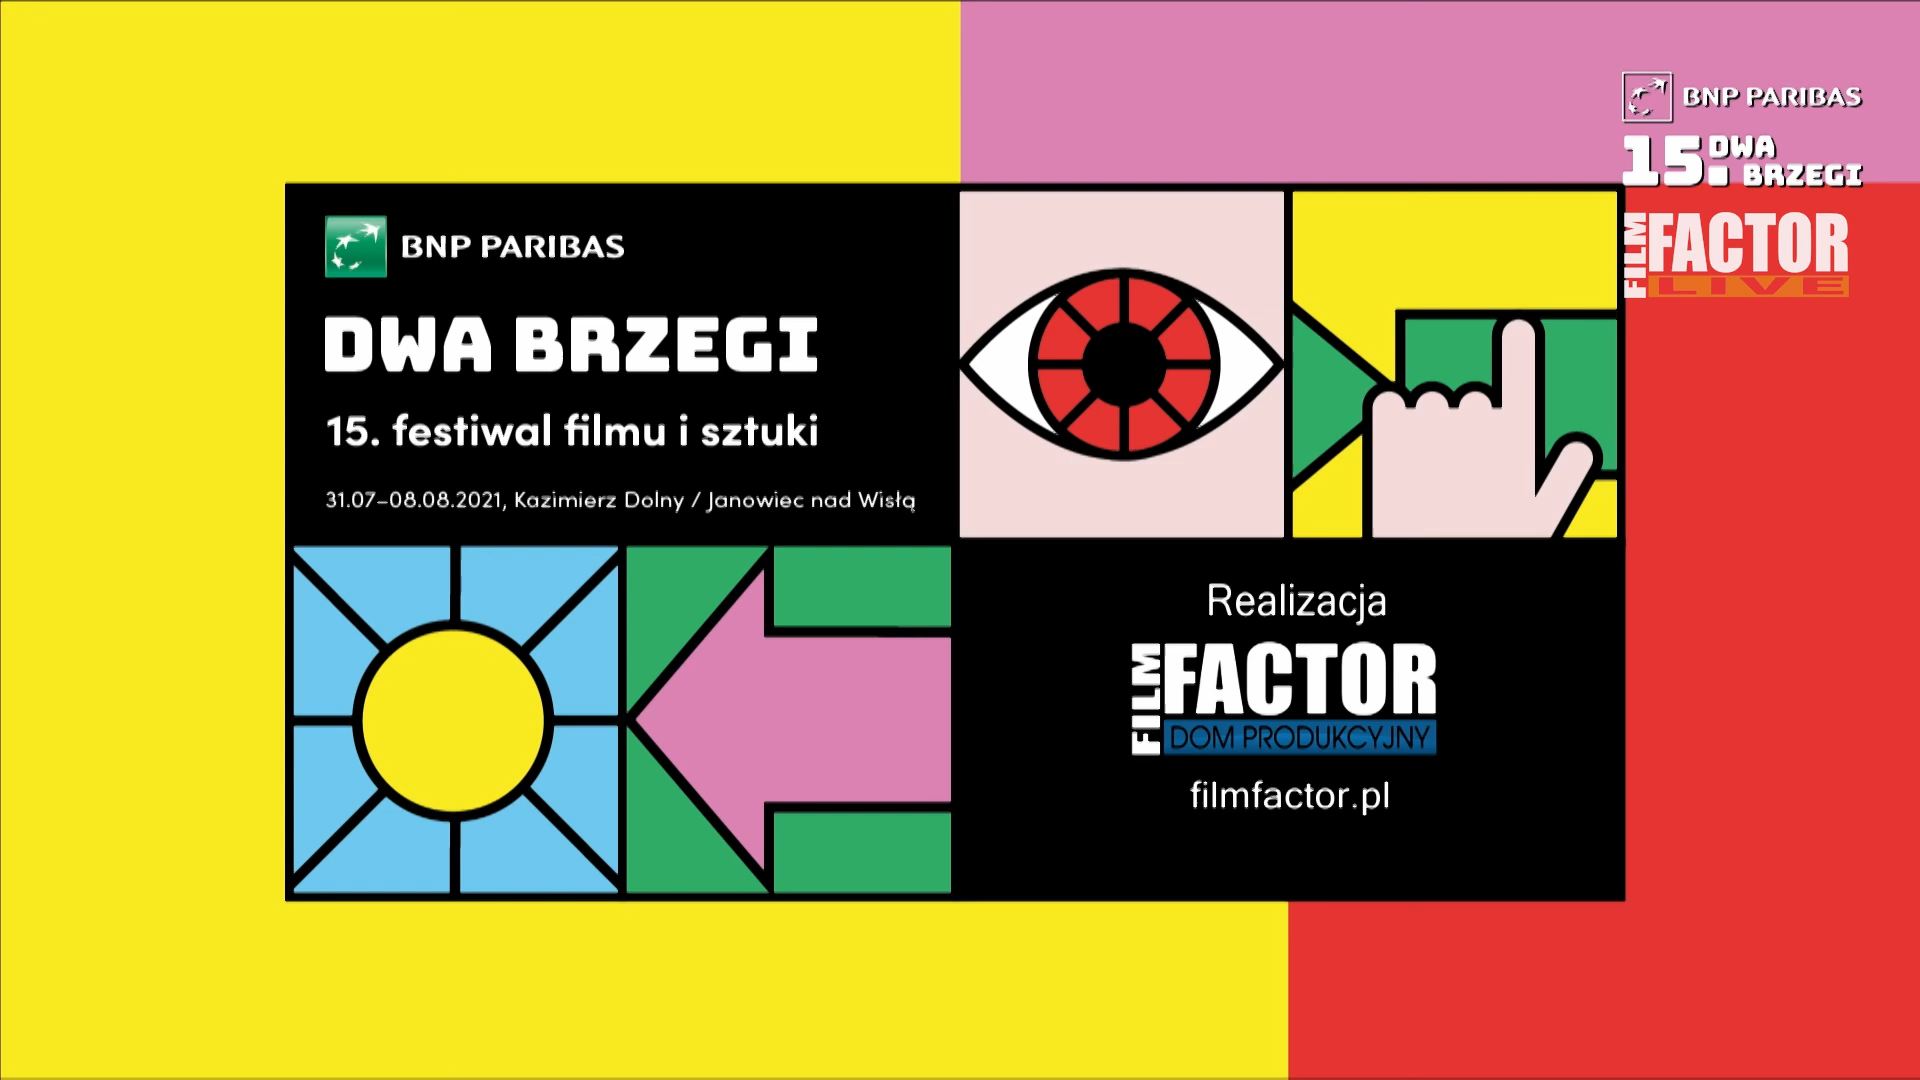 BNP PARIBAS
DWA BRZEGI
15. festiwal filmu i sztuki
31.07–08.08.2021, Kazimierz Dolny / Janowiec nad Wisłą
Realizacja
FILM FACTOR
DOM PRODUKCYJNY
filmfactor.pl
BNP PARIBAS
15. DWA
BRZEGI
FILM FACTOR
LIVE